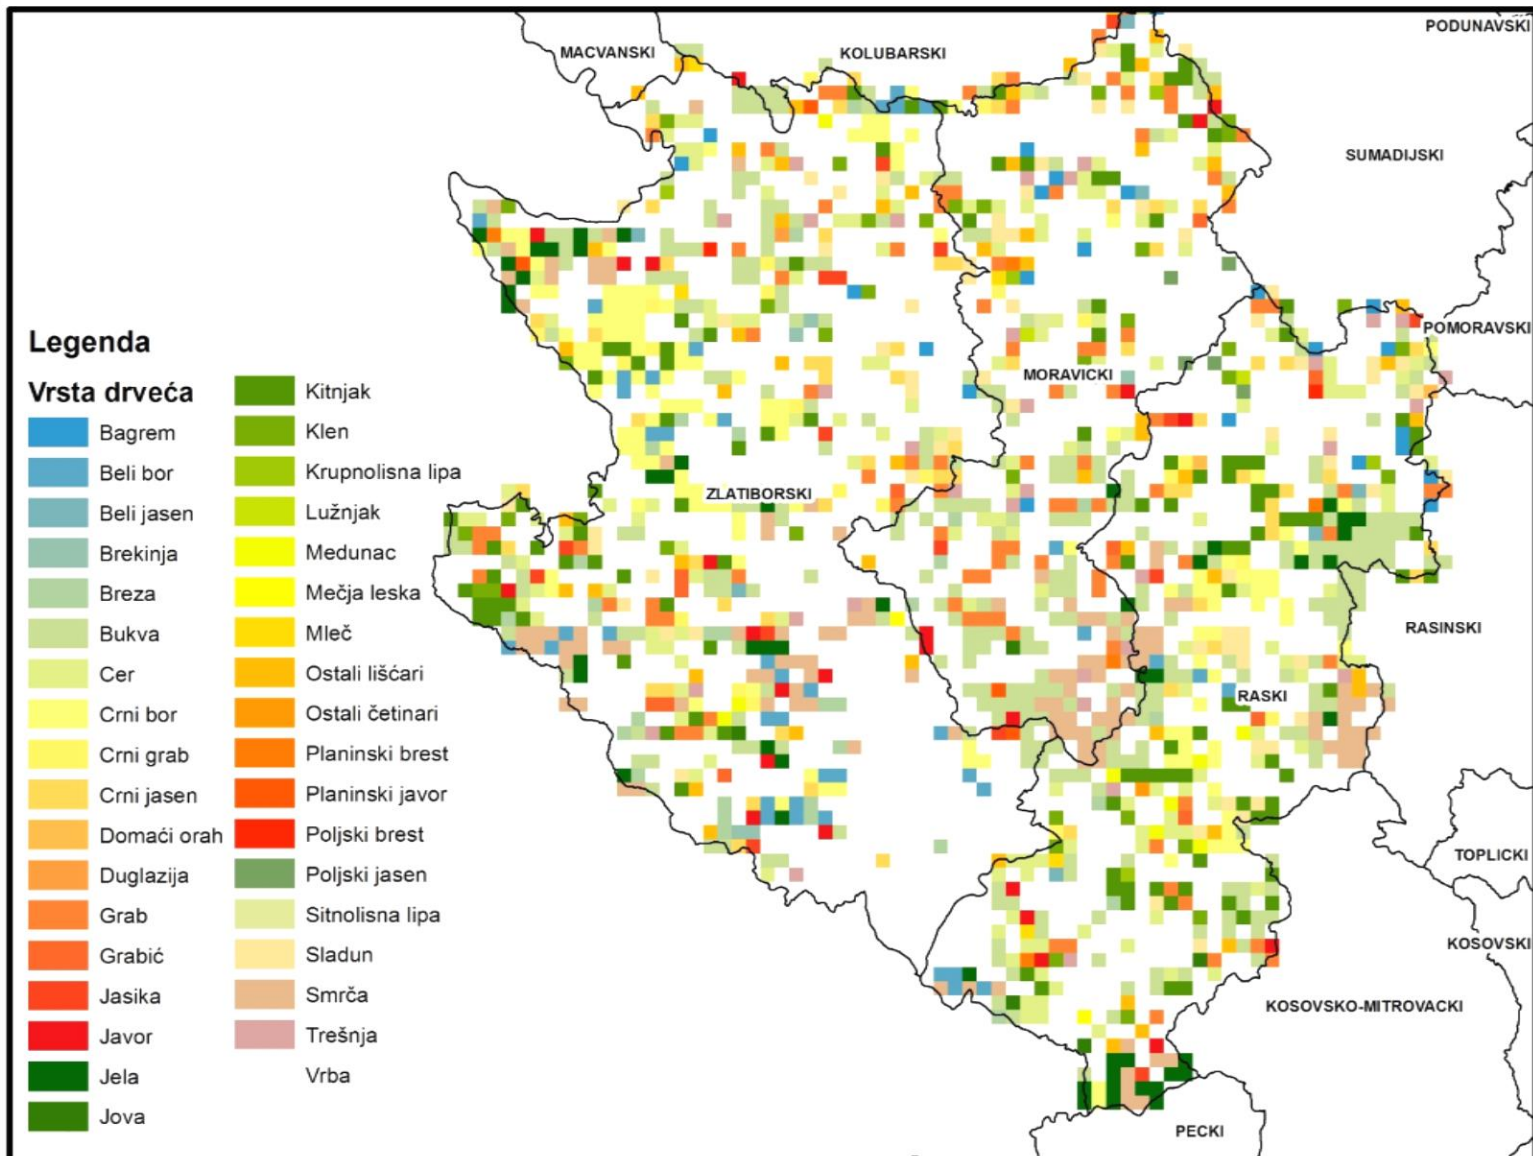 MACVANSKI
KOLUBARSKI
PODUNAVSKI
SUMADIJSKI
POMORAVSKI
MORAVICKI
ZLATIBORSKI
RASINSKI
RASKI
TOPLICKI
KOSOVSKI
KOSOVSKO-MITROVACKI
PECKI
Legenda
Vrsta drveća
Bagrem
Beli bor
Beli jasen
Brekinja
Breza
Bukva
Cer
Crni bor
Crni grab
Crni jasen
Domaći orah
Duglazija
Grab
Grabić
Jasika
Javor
Jela
Jova
Kitnjak
Klen
Krupnolisna lipa
Lužnjak
Medunac
Mečja leska
Mleč
Ostali lišćari
Ostali četinari
Planinski brest
Planinski javor
Poljski brest
Poljski jasen
Sitnolisna lipa
Sladun
Smrča
Trešnja
Vrba